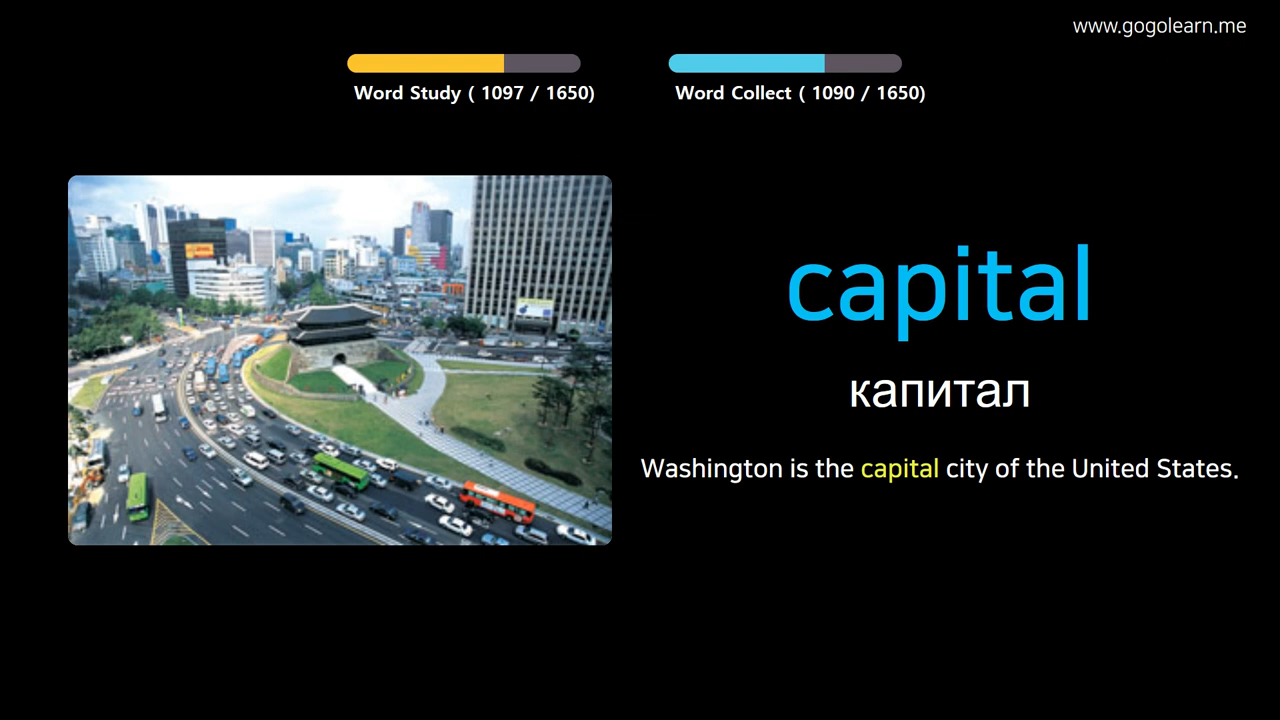 www.gogolearn.me
Word Study ( 1097 / 1650)
Word Collect ( 1090 / 1650)
capital
капитал
Washington is the capital city of the United States.